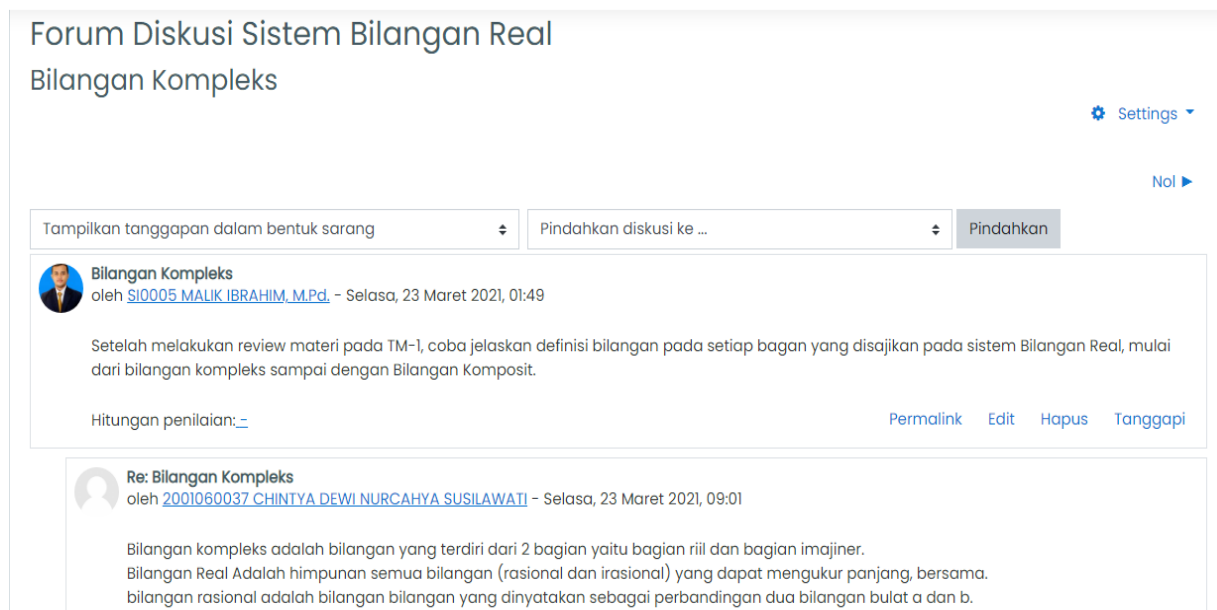 Forum Diskusi Sistem Bilangan Real
Bilangan Kompleks
Settings
Nol
Tampilkan tanggapan dalam bentuk sarang
Pindahkan diskusi ke ...
Pindahkan
Bilangan Kompleks
oleh SI0005 MALIK IBRAHIM, M.Pd. - Selasa, 23 Maret 2021, 01:49
Setelah melakukan review materi pada TM-1, coba jelaskan definisi bilangan pada setiap bagan yang disajikan pada sistem Bilangan Real, mulai
dari bilangan kompleks sampai dengan Bilangan Komposit.
Hitungan penilaian: -
Permalink Edit Hapus Tanggapi
Re: Bilangan Kompleks
oleh 2001060037 CHINTYA DEWI NURCAHYA SUSILAWATI - Selasa, 23 Maret 2021, 09:01
Bilangan kompleks adalah bilangan yang terdiri dari 2 bagian yaitu bagian riil dan bagian imajiner.
Bilangan Real Adalah himpunan semua bilangan (rasional dan irasional) yang dapat mengukur panjang, bersama.
bilangan rasional adalah bilangan bilangan yang dinyatakan sebagai perbandingan dua bilangan bulat a dan b.